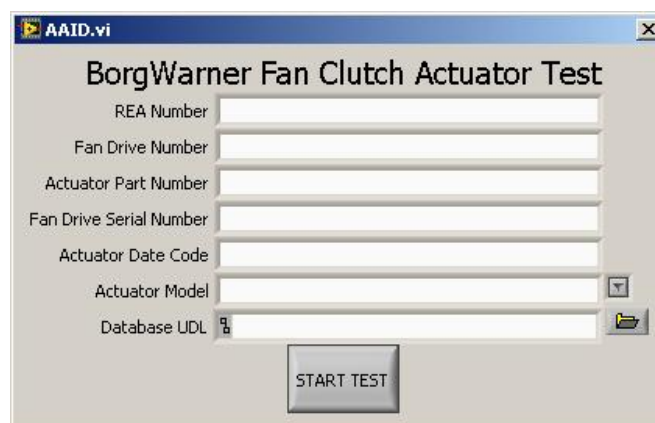 AAID.vi
BorgWarner Fan Clutch Actuator Test
REA Number
Fan Drive Number
Actuator Part Number
Fan Drive Serial Number
Actuator Date Code
Actuator Model
Database UDL
START TEST